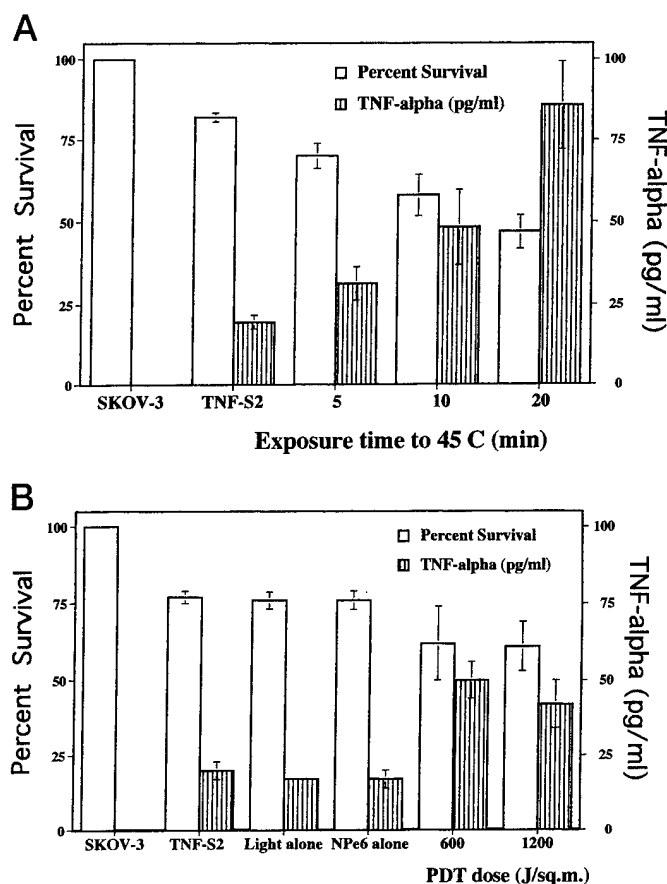 A
Percent Survival
100
75
50
25
0
Percent Survival
TNF-alpha (pg/ml)
100
75
50
25
0
TNF-alpha (pg/ml)
SKOV-3 TNF-S2 5 10 20
Exposure time to 45 C (min)
B
Percent Survival
100
75
50
25
0
Percent Survival
TNF-alpha (pg/ml)
100
75
50
25
0
TNF-alpha (pg/ml)
SKOV-3 TNF-S2 Light alone NPe6 alone 600 1200
PDT dose (J/sq.m.)